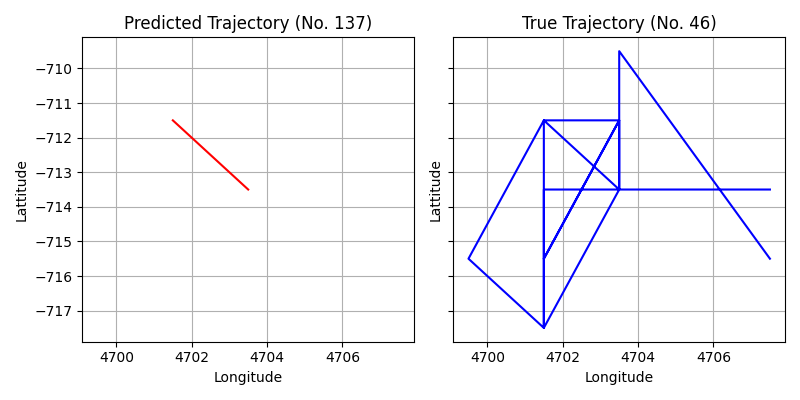 Predicted Trajectory (No. 137)
True Trajectory (No. 46)
Lattitude
−710
−711
−712
−713
−714
−715
−716
−717
4700
4702
4704
4706
Longitude
Lattitude
4700
4702
4704
4706
Longitude